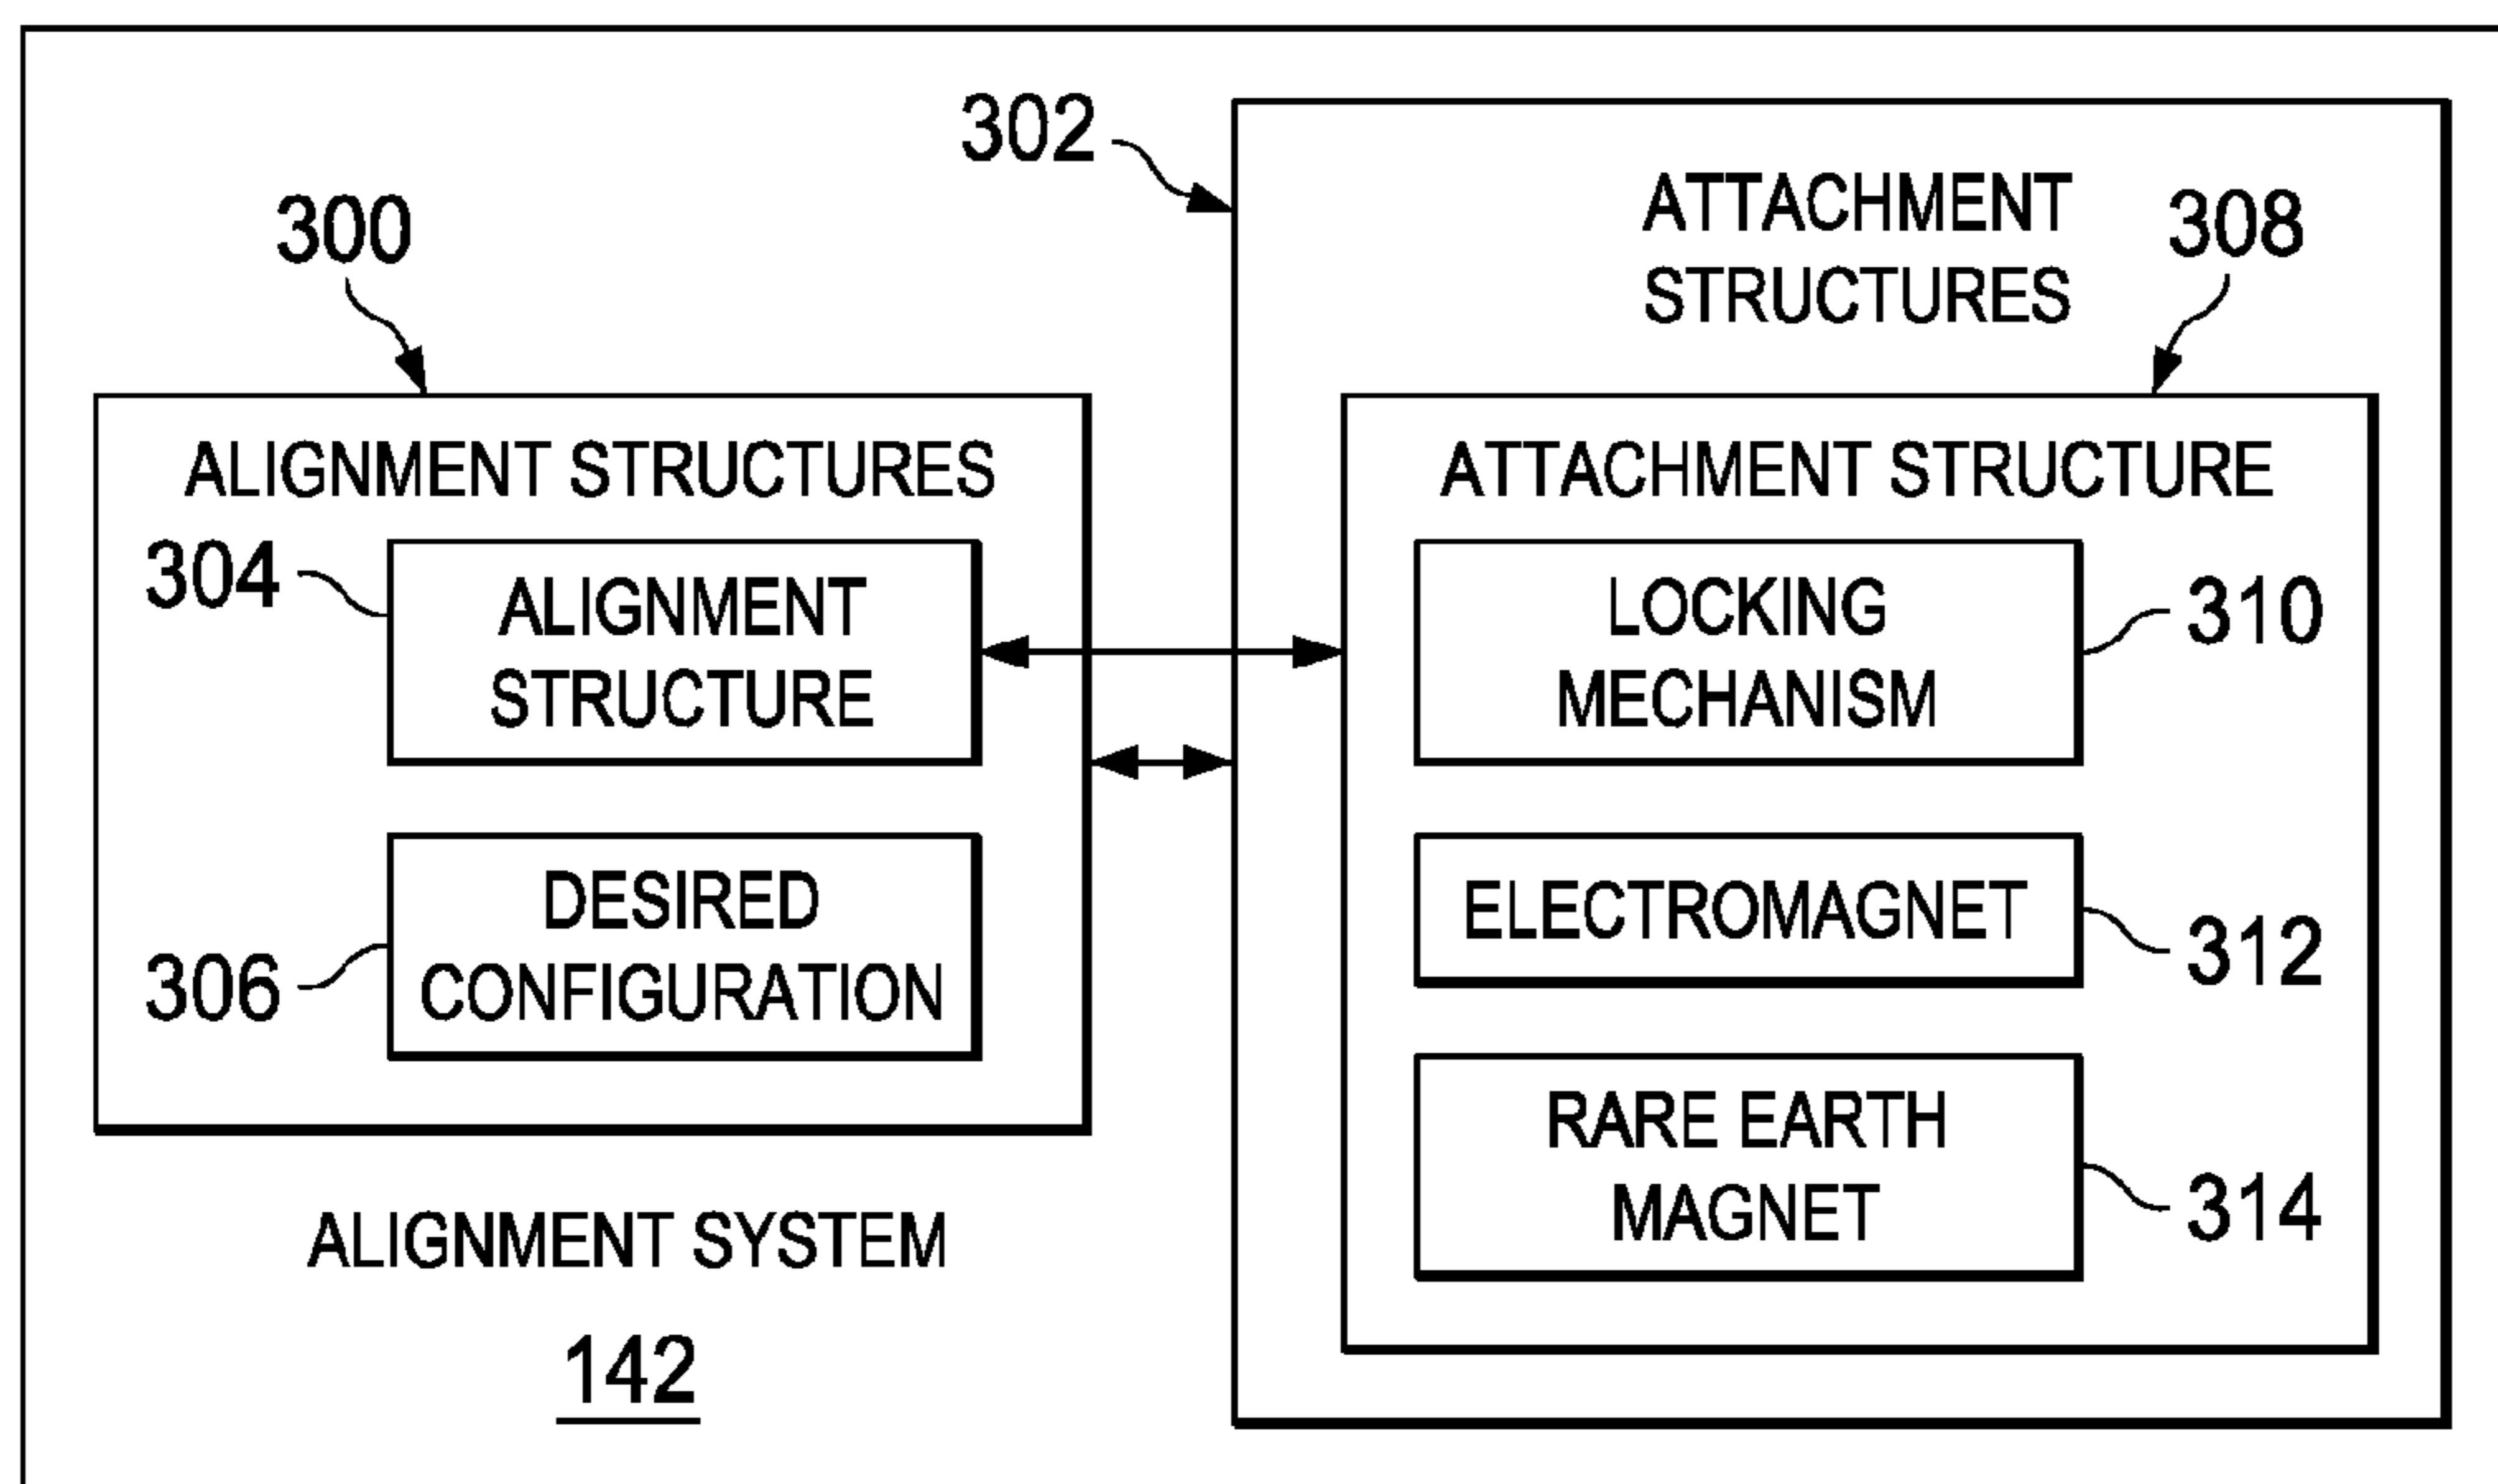 302
ATTACHMENT
STRUCTURES
300
308
ALIGNMENT STRUCTURES
304
ALIGNMENT
STRUCTURE
306
DESIRED
CONFIGURATION
ATTACHMENT STRUCTURE
LOCKING
MECHANISM
310
ELECTROMAGNET
312
RARE EARTH
MAGNET
314
ALIGNMENT SYSTEM
142